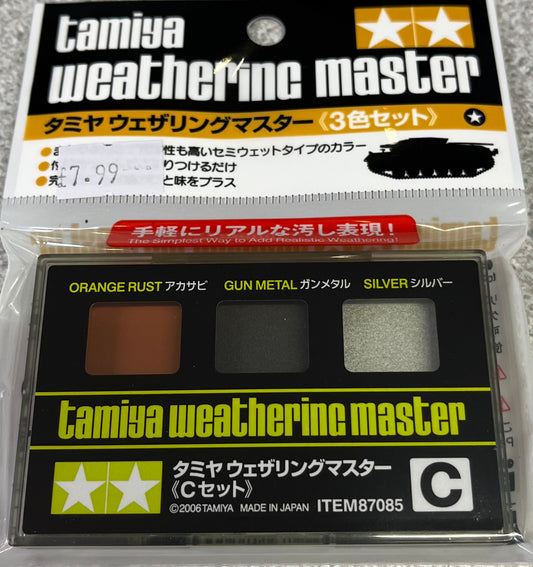 tamiya
weathering master
タミヤ ウェザリングマスター《3色セット》
性も高いセミウェットタイプのカラー
りつけるだけ
と味をプラス
£7.99
手軽にリアルな汚し表現!
The Simplest Way to Add Realistic Weathering!
ORANGE RUST アカサビ GUN METAL ガンメタル SILVER シルバー
tamiya weathering master
タミヤ ウェザリングマスター
《Cセット》
©2006 TAMIYA MADE IN JAPAN ITEM87085
C